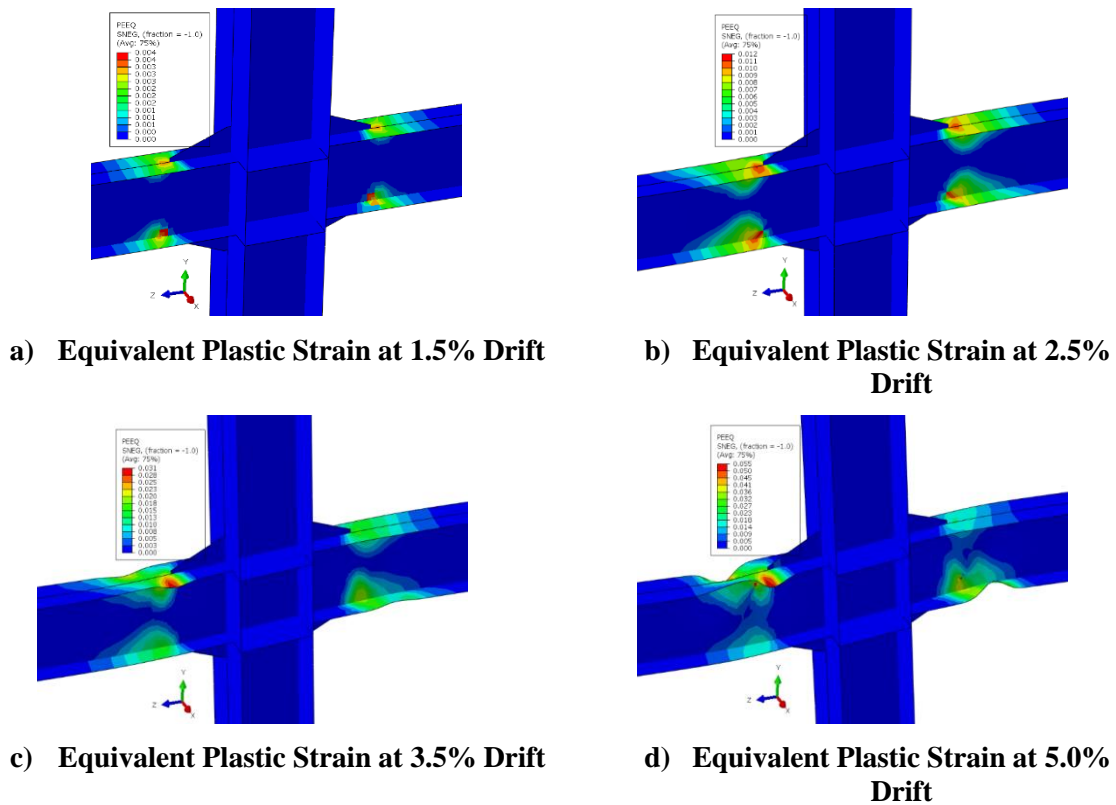 PEEQ
SNEG, (fraction = -1.0)
(Avg: 75%)
0.004
0.004
0.003
0.003
0.003
0.002
0.002
0.002
0.001
0.001
0.001
0.000
0.000
Y
Z
X
a) Equivalent Plastic Strain at 1.5% Drift
PEEQ
SNEG, (fraction = -1.0)
(Avg: 75%)
0.012
0.011
0.010
0.009
0.008
0.007
0.006
0.005
0.004
0.003
0.002
0.001
0.000
Y
Z
X
b) Equivalent Plastic Strain at 2.5%
Drift
PEEQ
SNEG, (fraction = -1.0)
(Avg: 75%)
0.031
0.028
0.025
0.023
0.020
0.018
0.015
0.013
0.010
0.008
0.005
0.003
0.000
Y
Z
X
c) Equivalent Plastic Strain at 3.5% Drift
PEEQ
SNEG, (fraction = -1.0)
(Avg: 75%)
0.055
0.050
0.045
0.041
0.036
0.032
0.027
0.023
0.018
0.014
0.009
0.005
0.000
Y
Z
X
d) Equivalent Plastic Strain at 5.0%
Drift